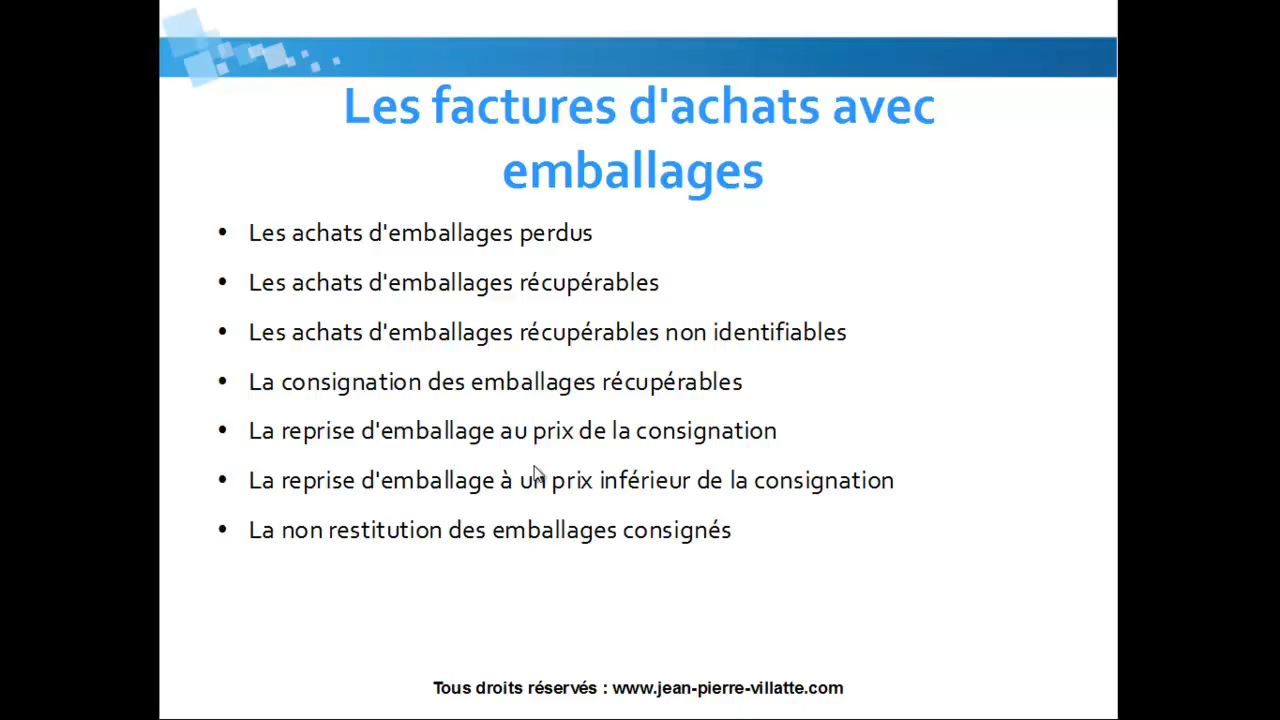 Les factures d'achats avec
emballages
• Les achats d'emballages perdus
• Les achats d'emballages récupérables
• Les achats d'emballages récupérables non identifiables
• La consignation des emballages récupérables
• La reprise d'emballage au prix de la consignation
• La reprise d'emballage à un prix inférieur de la consignation
• La non restitution des emballages consignés
Tous droits réservés : www.jean-pierre-villatte.com